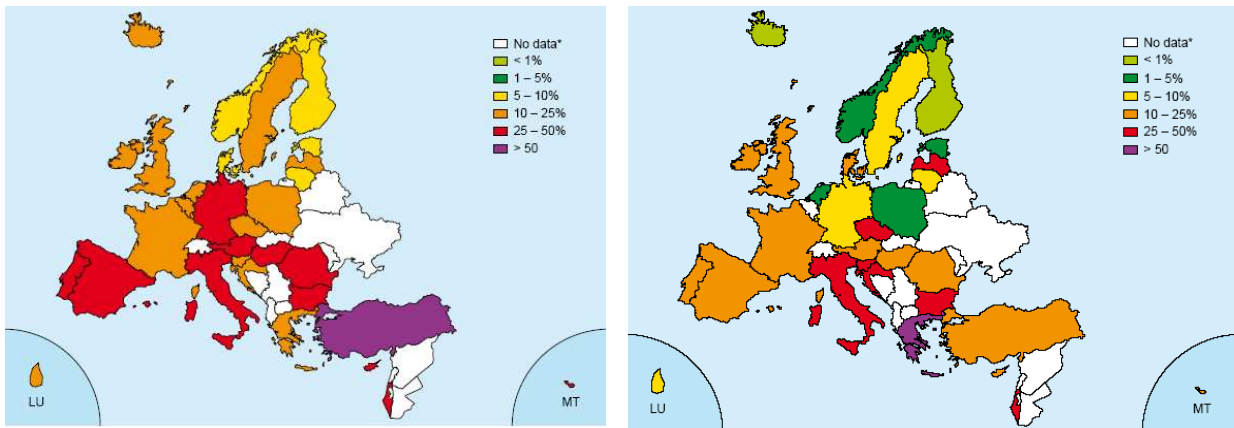 No data*
< 1%
1 – 5%
5 – 10%
10 – 25%
25 – 50%
> 50
LU
MT
No data*
< 1%
1 – 5%
5 – 10%
10 – 25%
25 – 50%
> 50
LU
MT